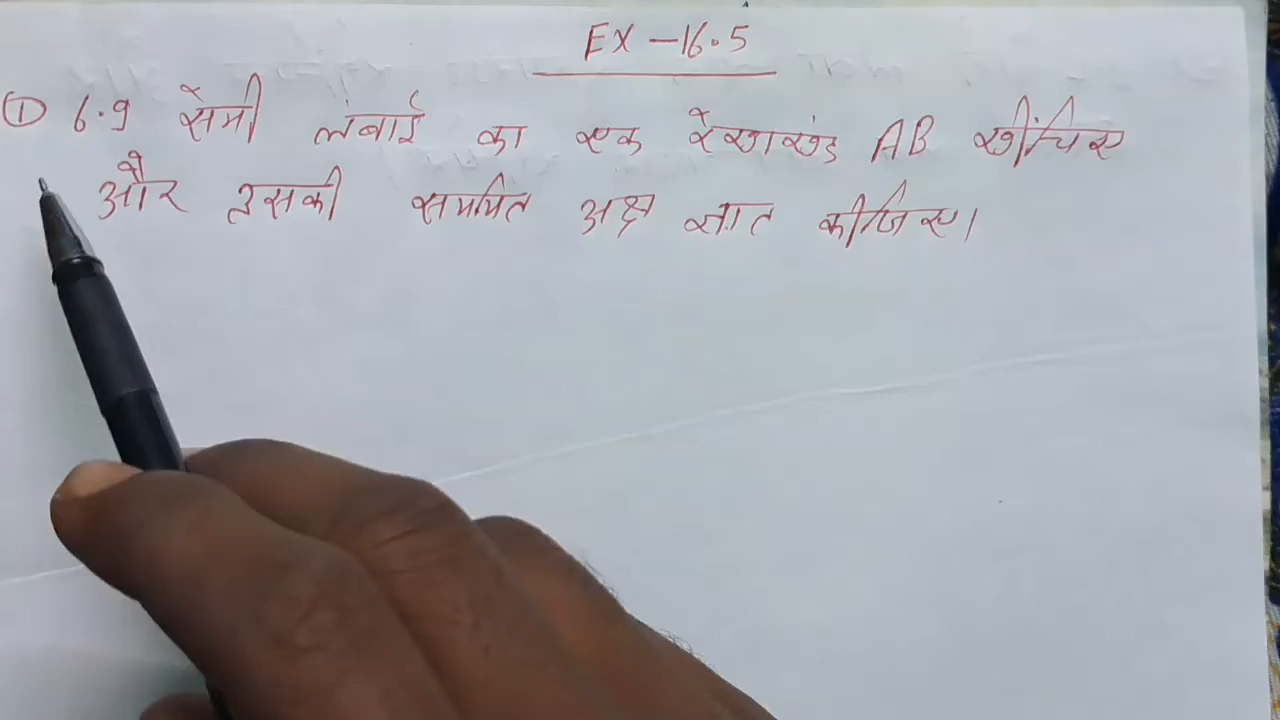 EX - 16.5
① 6.9 सेमी लंबाई का एक रेखाखंड AB खींचिए
और इसकी सममित अक्ष ज्ञात कीजिए।